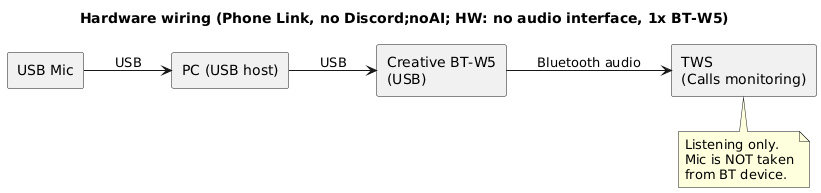 Hardware wiring (Phone Link, no Discord;noAI; HW: no audio interface, 1x BT-W5)
USB Mic
USB
PC (USB host)
USB
Creative BT-W5
(USB)
Bluetooth audio
TWS
(Calls monitoring)
Listening only.
Mic is NOT taken
from BT device.